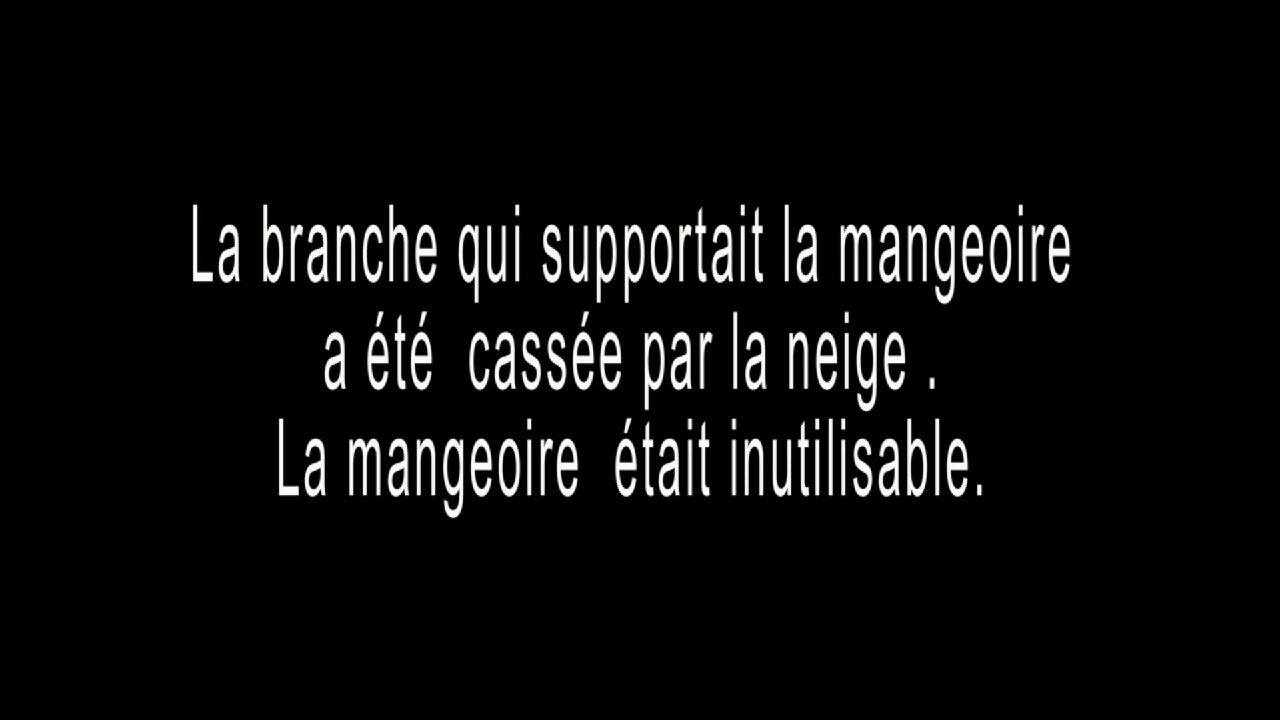 La branche qui supportait la mangeoire
a été  cassée par la neige .
La mangeoire  était inutilisable.